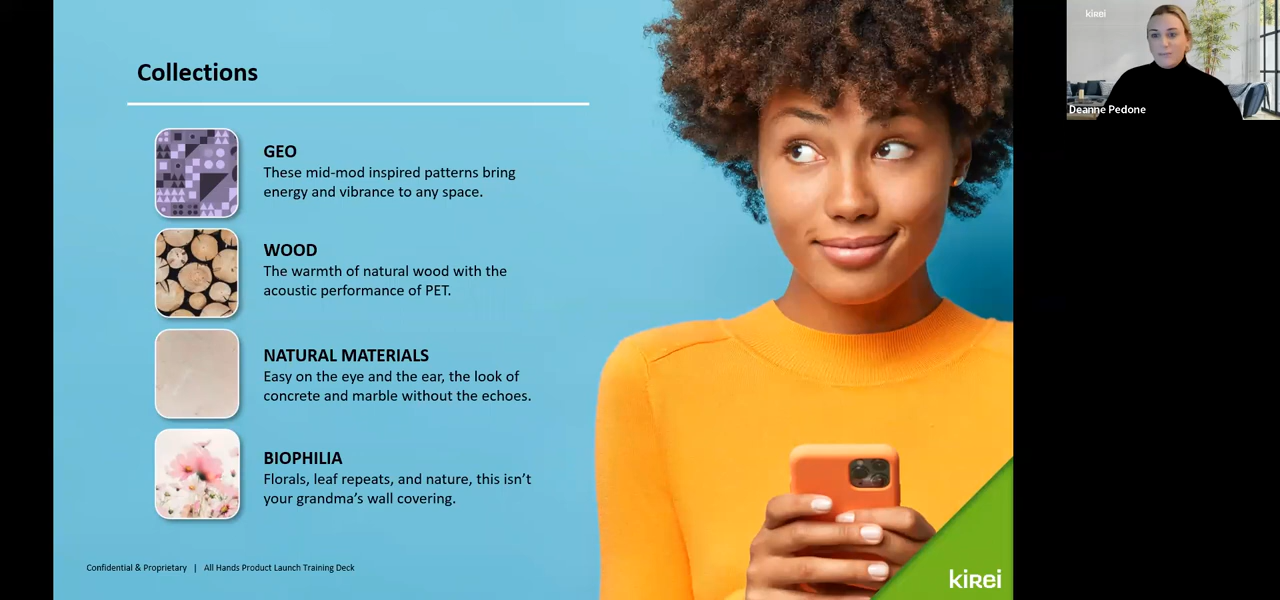 Collections
GEO
These mid-mod inspired patterns bring
energy and vibrance to any space.
WOOD
The warmth of natural wood with the
acoustic performance of PET.
NATURAL MATERIALS
Easy on the eye and the ear, the look of
concrete and marble without the echoes.
BIOPHILIA
Florals, leaf repeats, and nature, this isn’t
your grandma’s wall covering.
Confidential & Proprietary | All Hands Product Launch Training Deck
kirei
kirei
Deanne Pedone